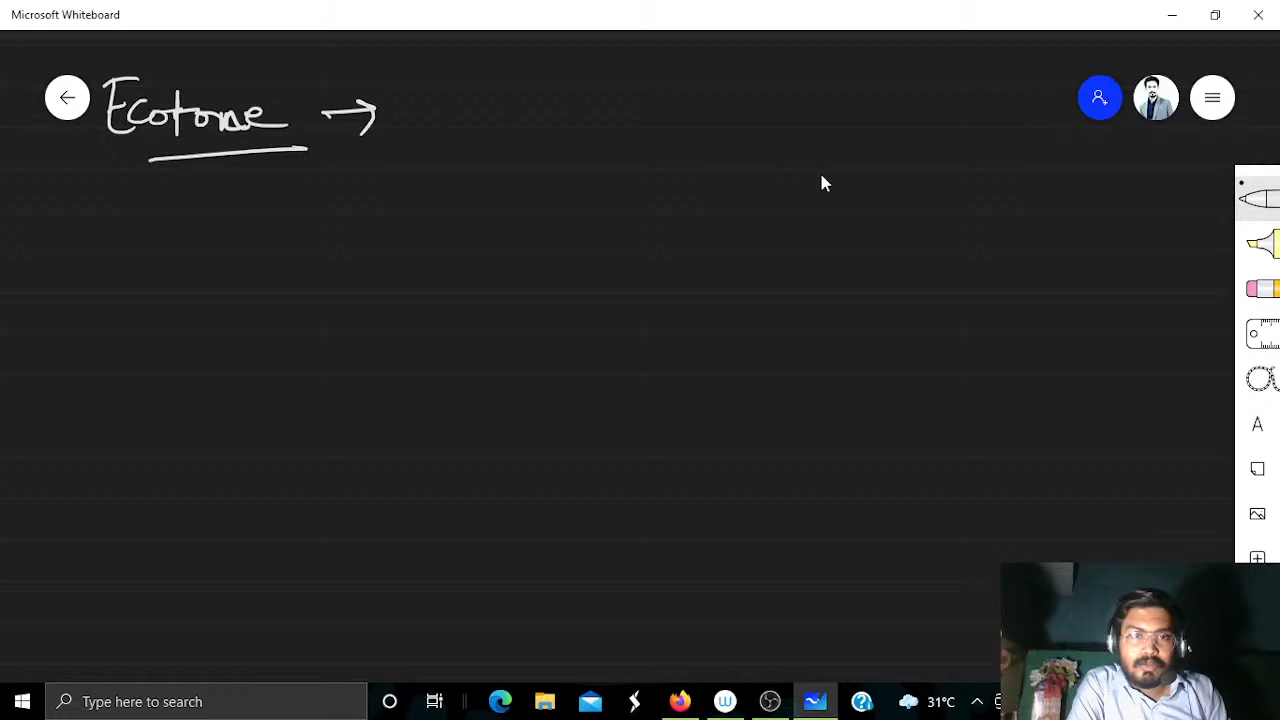 Microsoft Whiteboard
Ecotone →
A
Type here to search
31°C